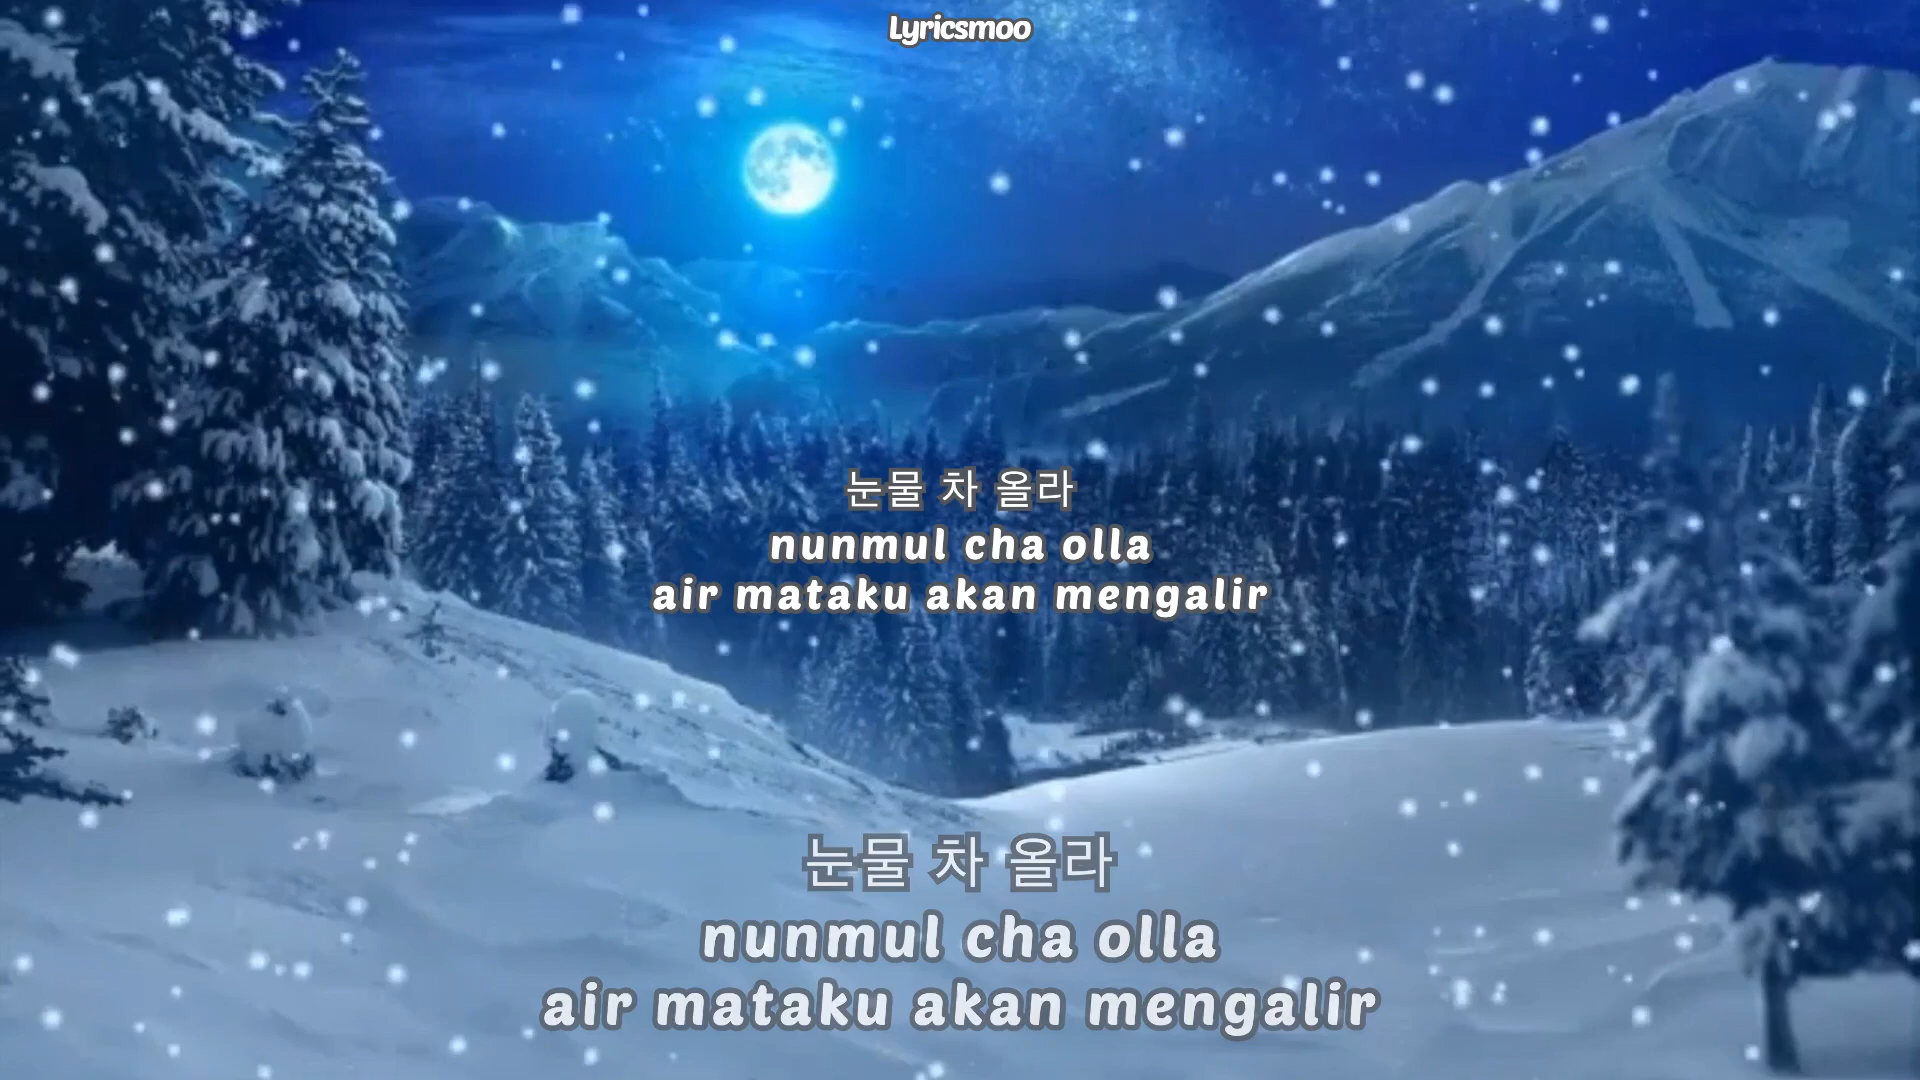 Lyricsmoo
눈물 차 올라
nunmul cha olla
air mataku akan mengalir
눈물 차 올라
nunmul cha olla
air mataku akan mengalir